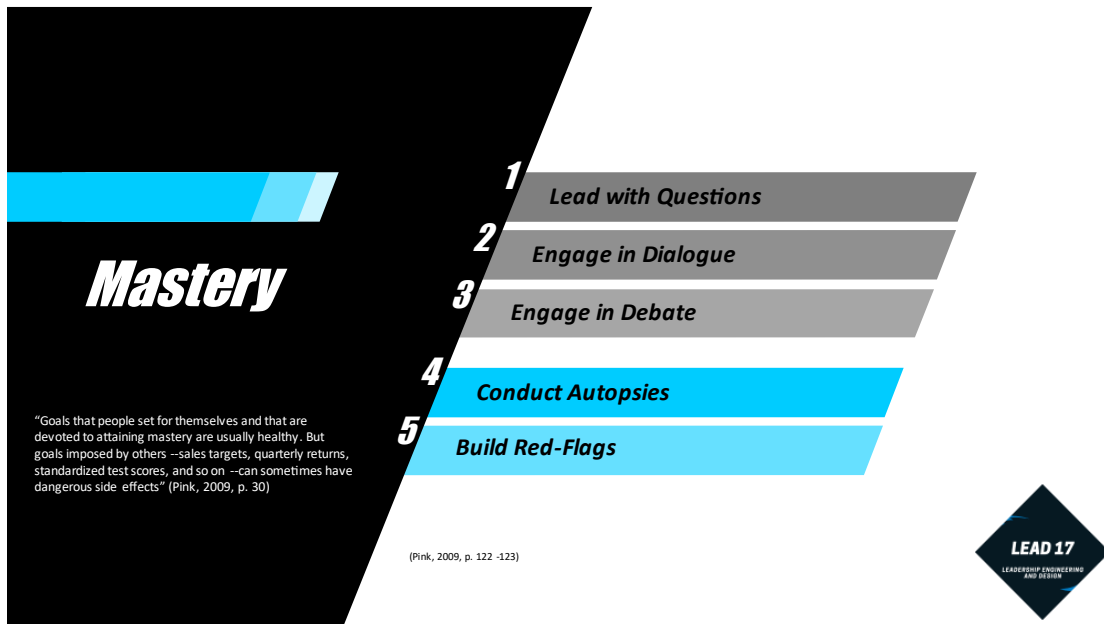 Mastery
“Goals that people set for themselves and that are
devoted to attaining mastery are usually healthy. But
goals imposed by others --sales targets, quarterly returns,
standardized test scores, and so on --can sometimes have
dangerous side effects” (Pink, 2009, p. 30)
1 Lead with Questions
2 Engage in Dialogue
3 Engage in Debate
4 Conduct Autopsies
5 Build Red-Flags
(Pink, 2009, p. 122 -123)
LEAD 17
LEADERSHIP ENGINEERING
AND DESIGN